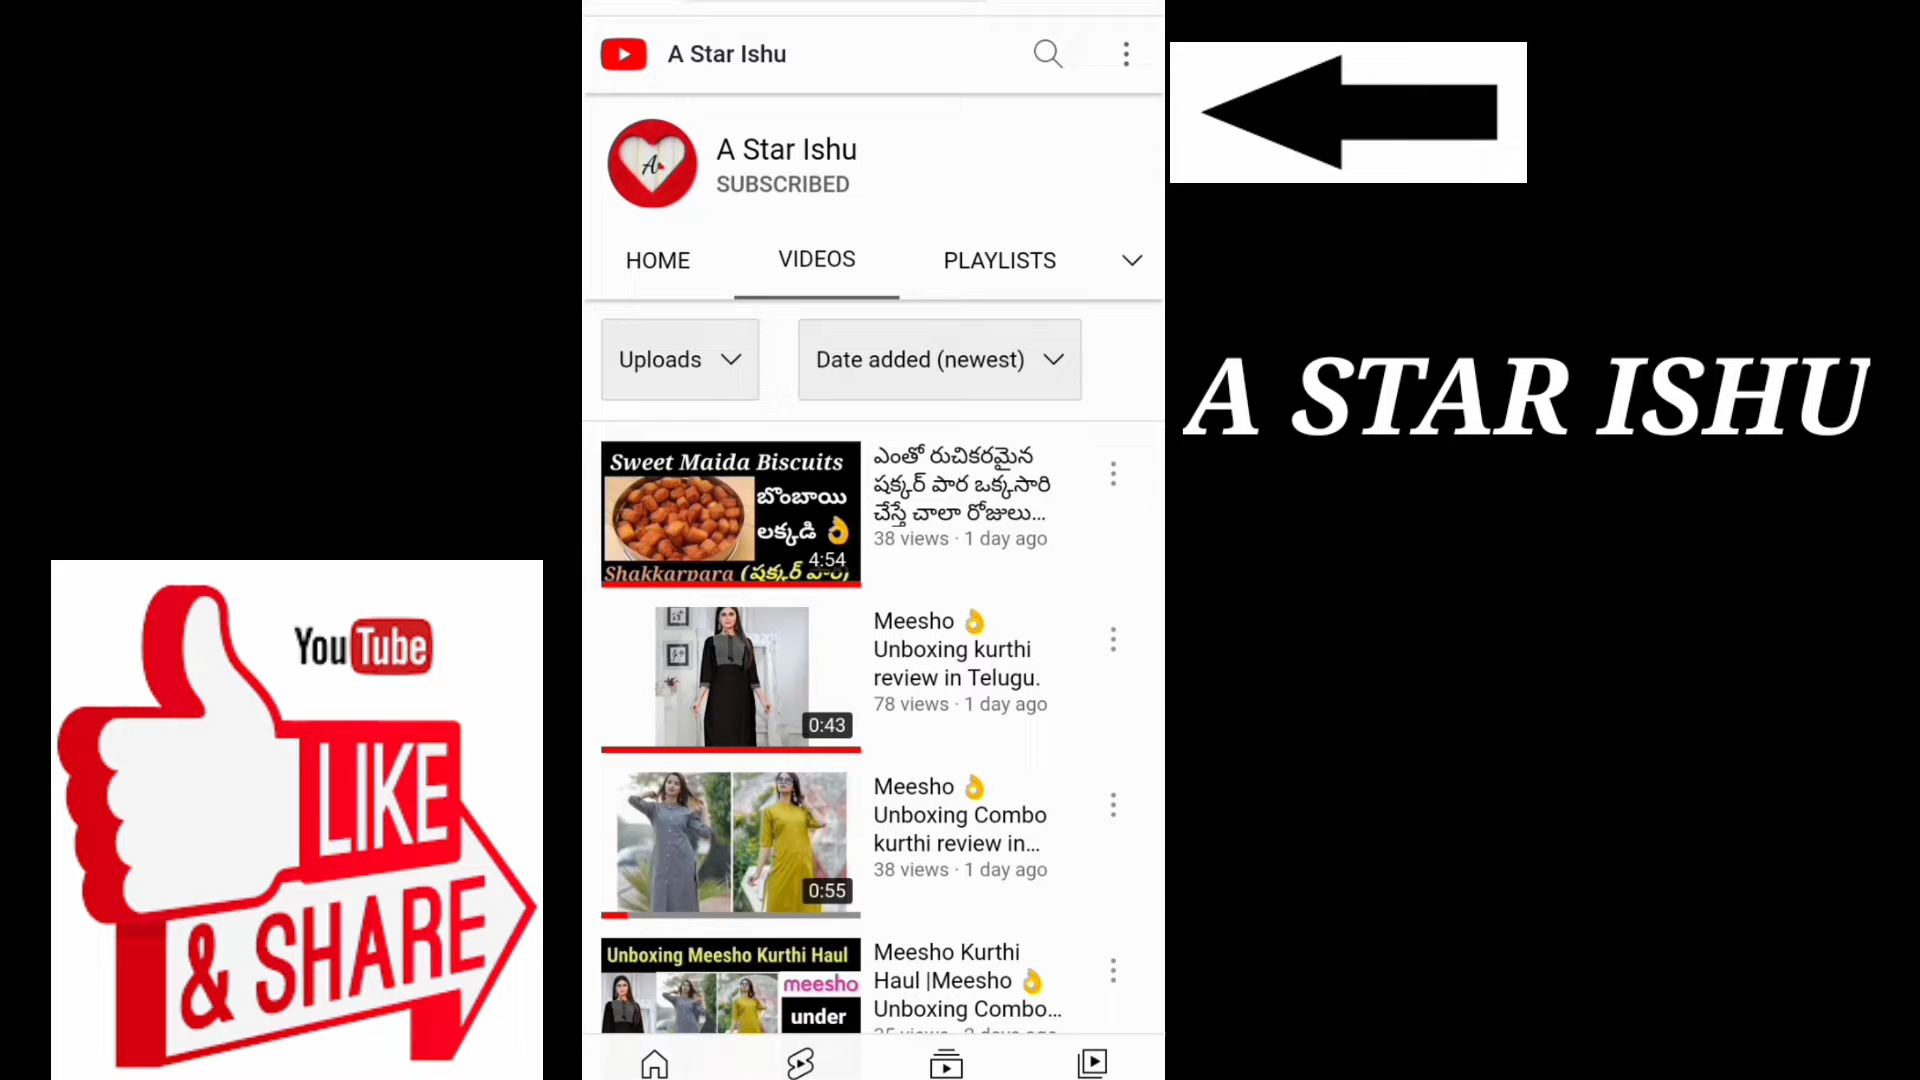 A Star Ishu
A Star Ishu
SUBSCRIBED
HOME
VIDEOS
PLAYLISTS
Uploads
Date added (newest)
Sweet Maida Biscuits
బొంబాయి
లక్కడి 👌
4:54
Shakkarpara (షక్కర్ పార)
ఎంతో రుచికరమైన
షక్కర్ పార ఒక్కసారి
చేస్తే చాలా రోజులు...
38 views · 1 day ago
0:43
Meesho 👌
Unboxing kurthi
review in Telugu.
78 views · 1 day ago
0:55
Meesho 👌
Unboxing Combo
kurthi review in...
38 views · 1 day ago
Unboxing Meesho Kurthi Haul
meesho
under
Meesho Kurthi
Haul |Meesho 👌
Unboxing Combo...
A STAR ISHU
YouTube
LIKE
& SHARE